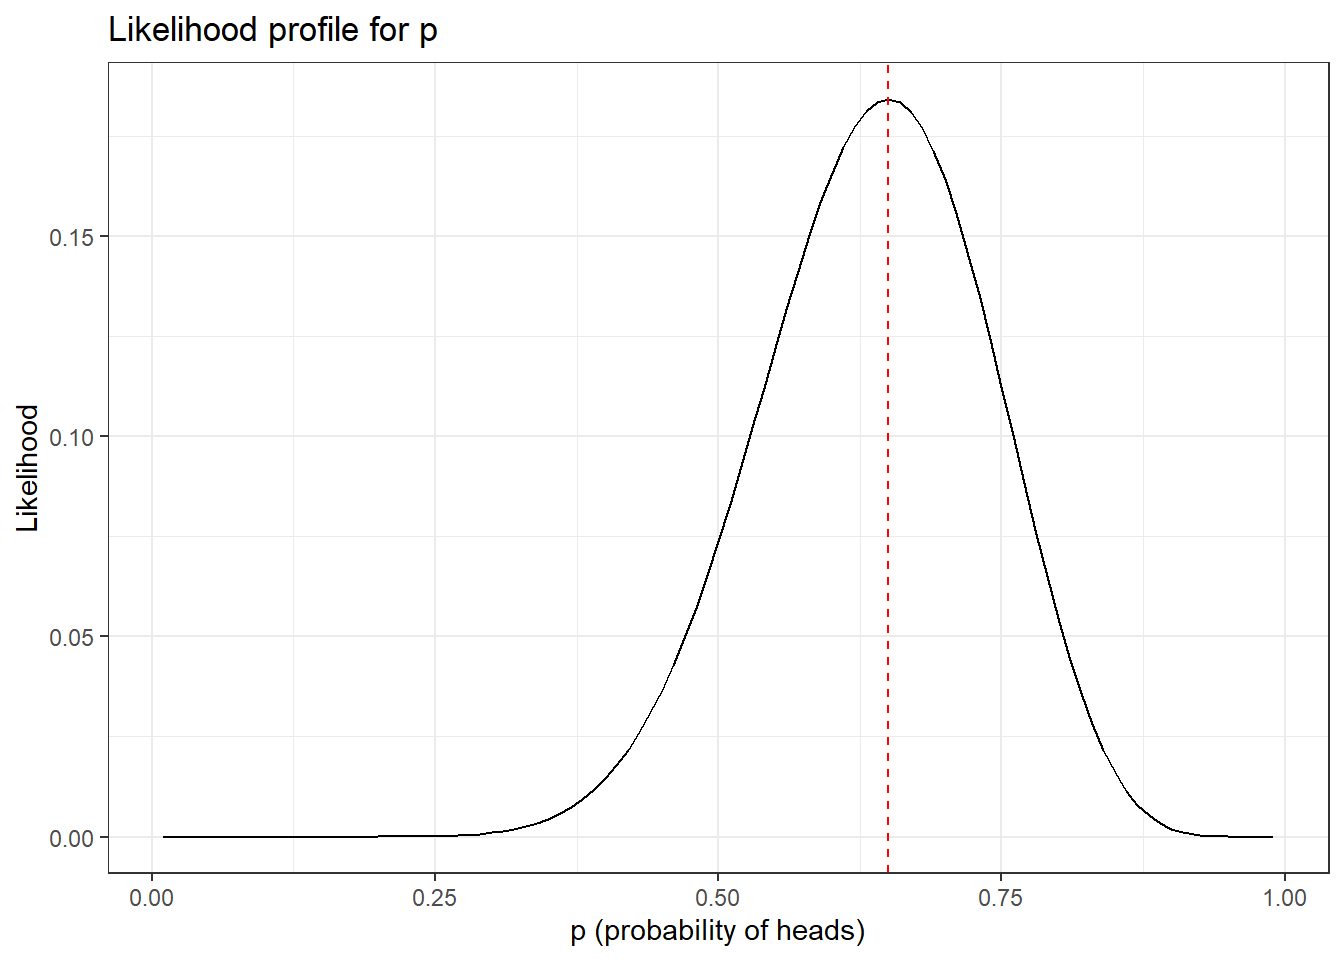 Likelihood profile for p
Likelihood
0.15
0.10
0.05
0.00
0.00 0.25 0.50 0.75 1.00
p (probability of heads)